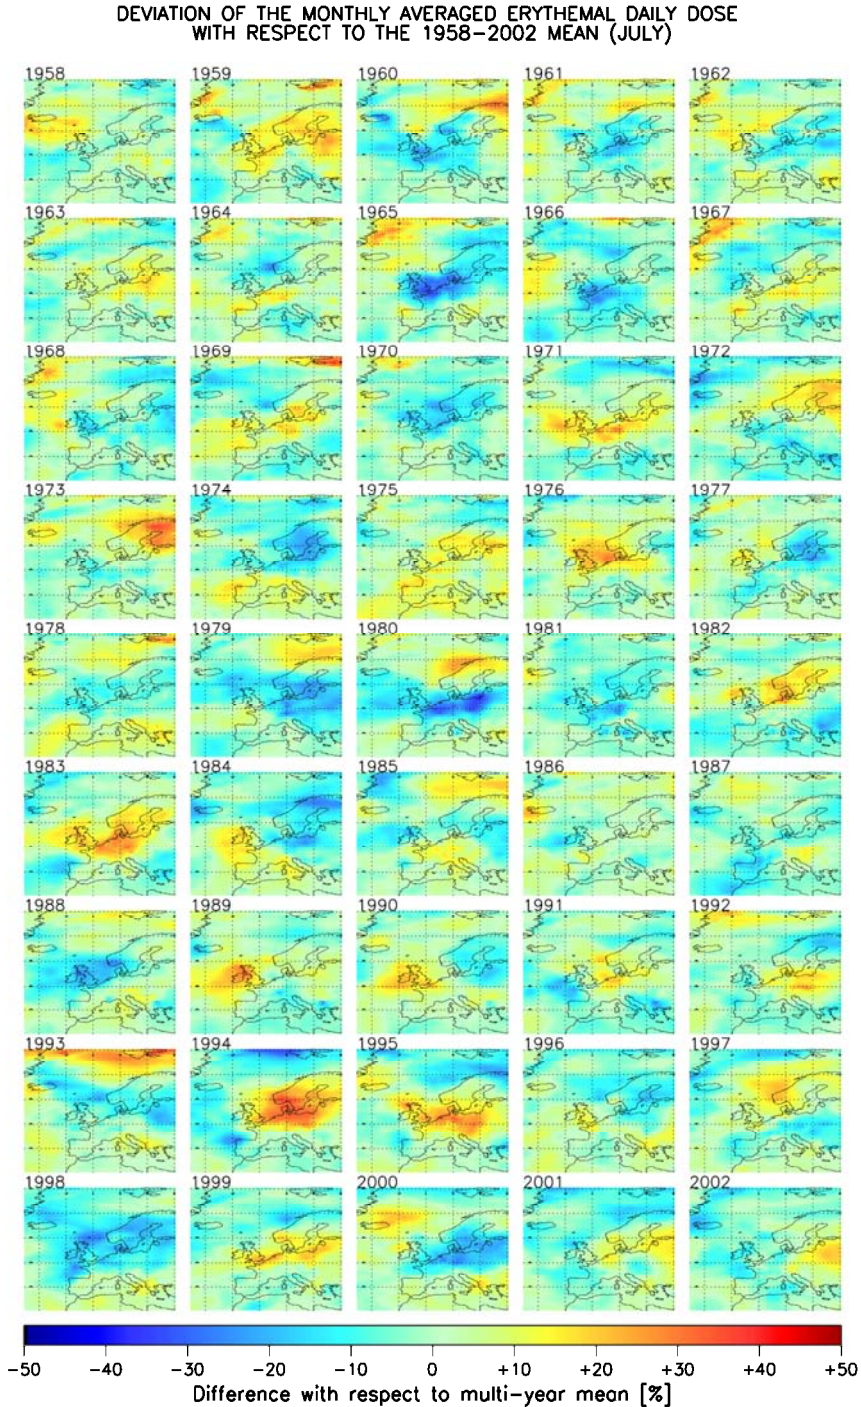 DEVIATION OF THE MONTHLY AVERAGED ERYTHEMAL DAILY DOSE
WITH RESPECT TO THE 1958-2002 MEAN (JULY)
1958 1959 1960 1961 1962
1963 1964 1965 1966 1967
1968 1969 1970 1971 1972
1973 1974 1975 1976 1977
1978 1979 1980 1981 1982
1983 1984 1985 1986 1987
1988 1989 1990 1991 1992
1993 1994 1995 1996 1997
1998 1999 2000 2001 2002
-50 -40 -30 -20 -10 0 +10 +20 +30 +40 +50
Difference with respect to multi-year mean [%]